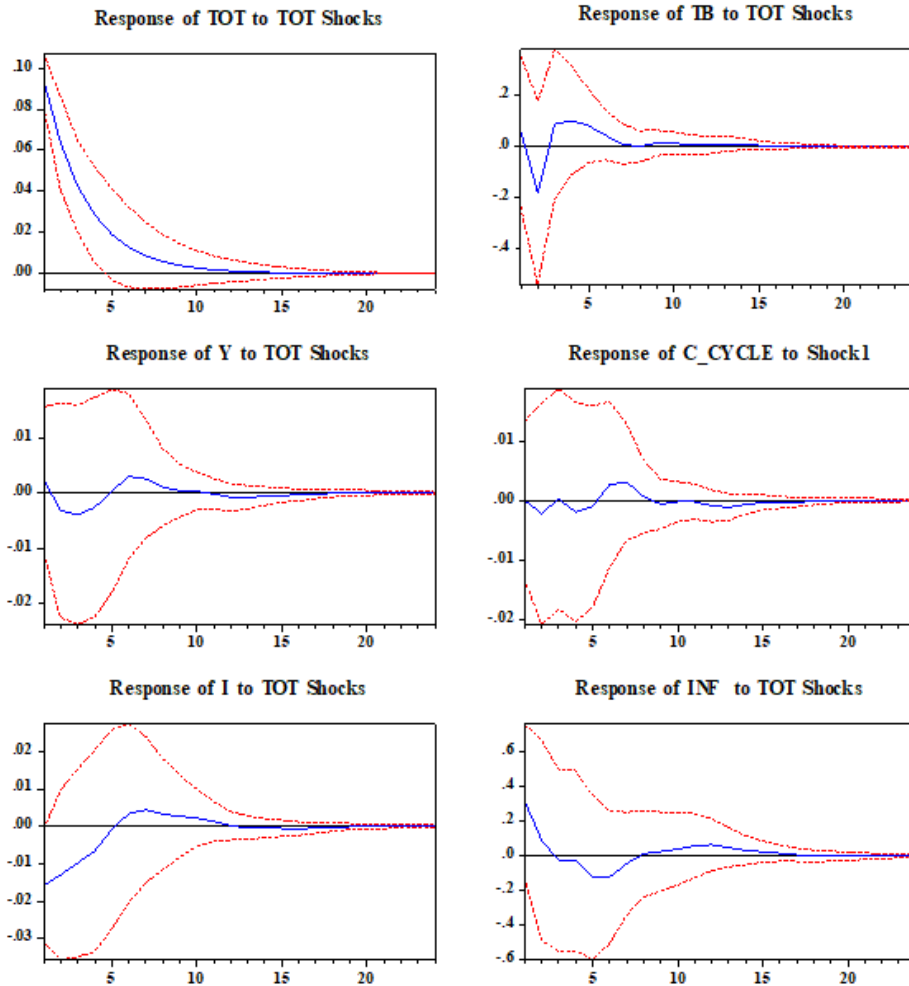 Response of TOT to TOT Shocks
.10
.08
.06
.04
.02
.00
5 10 15 20
Response of TB to TOT Shocks
.2
.0
-.2
-.4
5 10 15 20
Response of Y to TOT Shocks
.01
.00
-.01
-.02
5 10 15 20
Response of C_CYCLE to Shock1
.01
.00
-.01
-.02
5 10 15 20
Response of I to TOT Shocks
.02
.01
.00
-.01
-.02
-.03
5 10 15 20
Response of INF to TOT Shocks
.6
.4
.2
.0
-.2
-.4
-.6
5 10 15 20